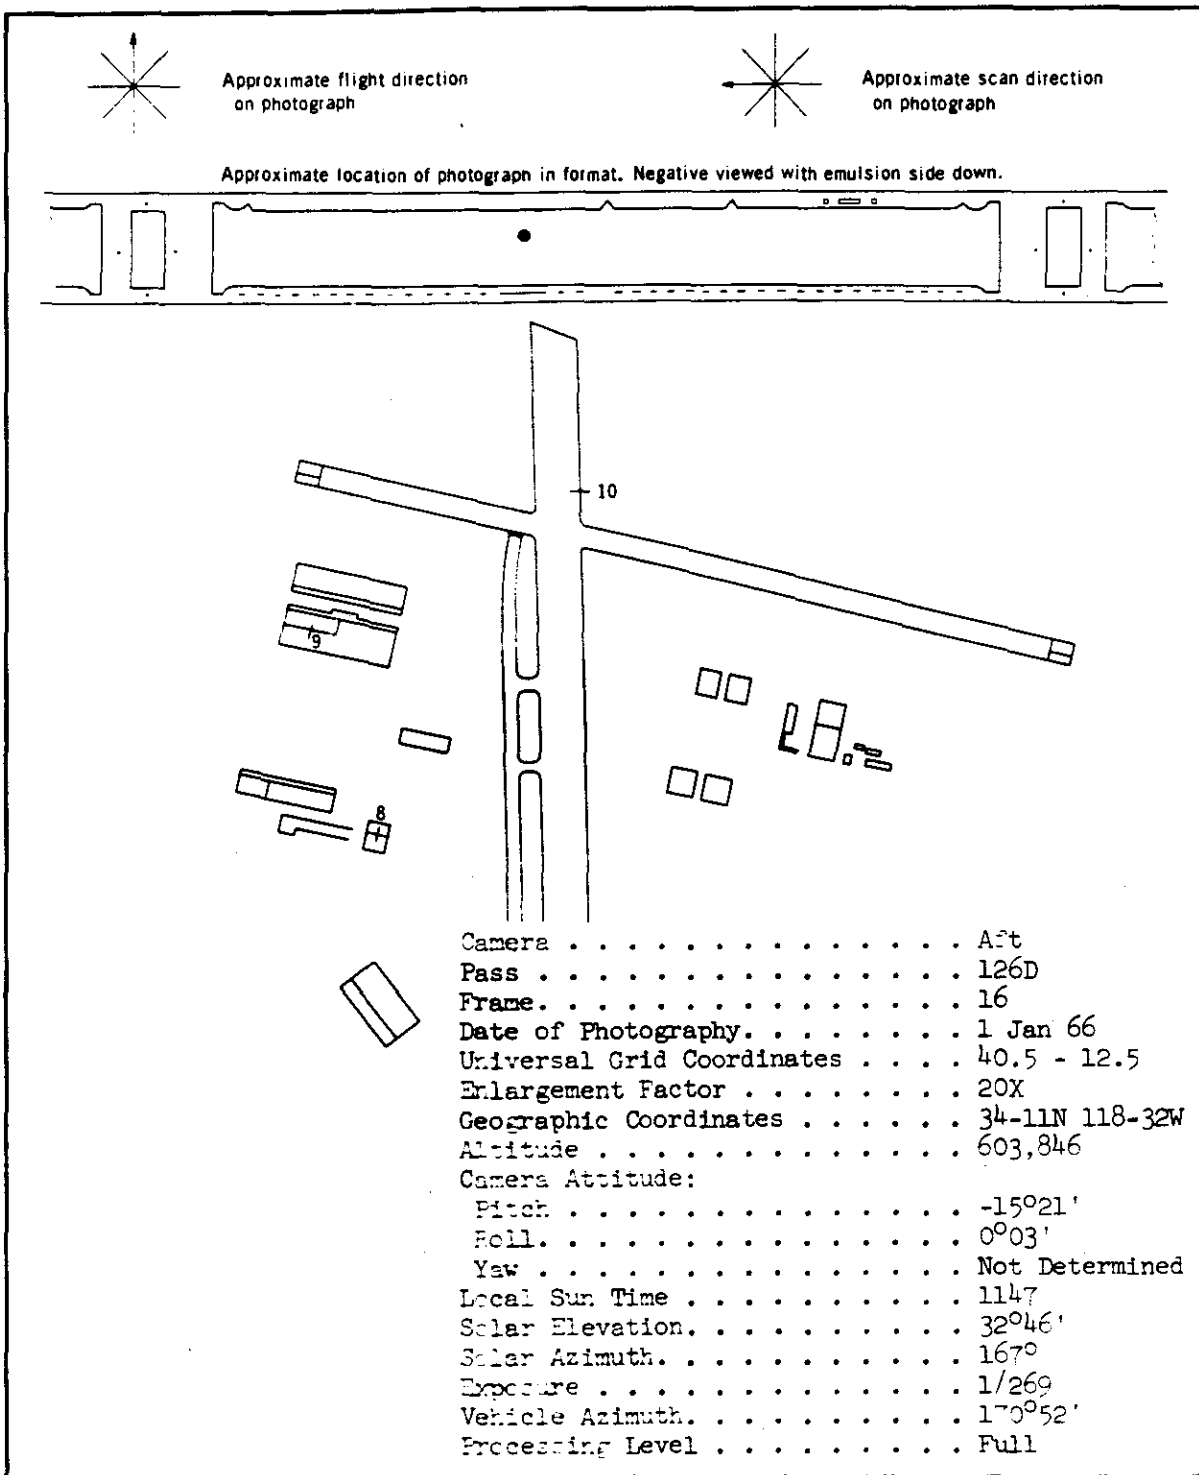 Approximate flight direction
on photograph
Approximate scan direction
on photograph
Approximate location of photograph in format. Negative viewed with emulsion side down.
10
9
8
Camera . . . . . . . . . . . . . . Aft
Pass . . . . . . . . . . . . . . . 126D
Frame. . . . . . . . . . . . . . . 16
Date of Photography. . . . . . . . 1 Jan 66
Universal Grid Coordinates . . . . 40.5 - 12.5
Enlargement Factor . . . . . . . . 20X
Geographic Coordinates . . . . . . 34-11N 118-32W
Altitude . . . . . . . . . . . . . 603,846
Camera Attitude:
Pitch . . . . . . . . . . . . . . -15°21'
Roll. . . . . . . . . . . . . . . 0°03'
Yaw . . . . . . . . . . . . . . . Not Determined
Local Sun Time . . . . . . . . . . 1147
Solar Elevation. . . . . . . . . . 32°46'
Solar Azimuth. . . . . . . . . . . 167°
Exposure . . . . . . . . . . . . . 1/269
Vehicle Azimuth. . . . . . . . . .
Processing Level . . . . . . . . . Full